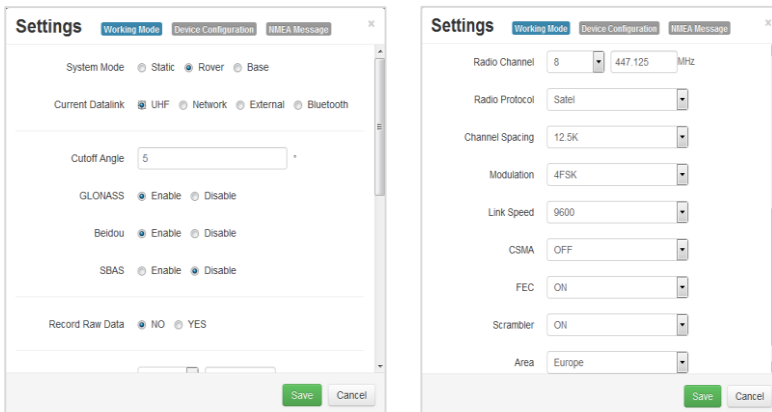 Settings Working Mode Device Configuration NMEA Message ×
System Mode Static Rover Base
Current Datalink UHF Network External Bluetooth
Cutoff Angle 5 °
GLONASS Enable Disable
Beidou Enable Disable
SBAS Enable Disable
Record Raw Data NO YES
Save Cancel
Settings Working Mode Device Configuration NMEA Message ×
Radio Channel 8 447.125 MHz
Radio Protocol Satel
Channel Spacing 12.5K
Modulation 4FSK
Link Speed 9600
CSMA OFF
FEC ON
Scrambler ON
Area Europe
Save Cancel